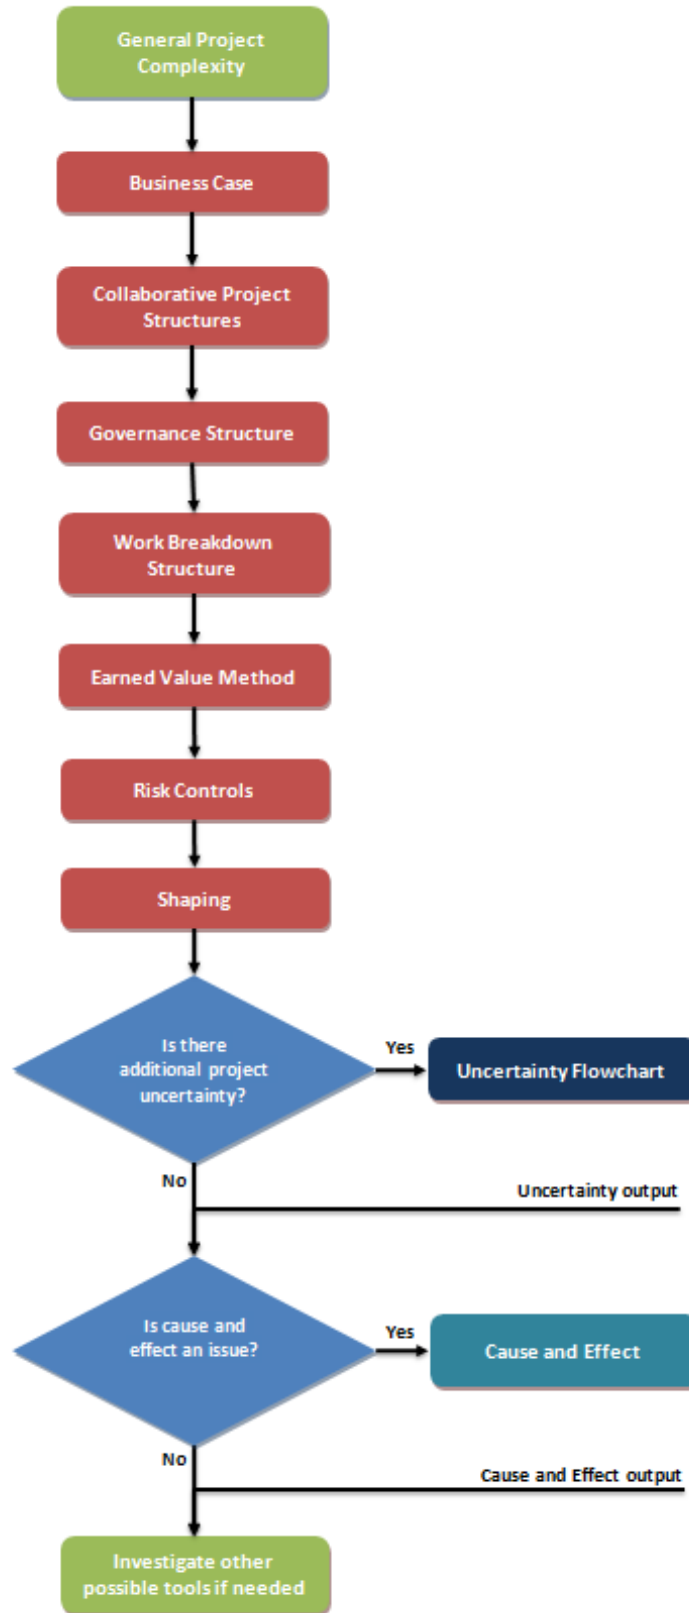 General Project
Complexity
Business Case
Collaborative Project
Structures
Governance Structure
Work Breakdown
Structure
Earned Value Method
Risk Controls
Shaping
Is there
additional project
uncertainty?
Yes
Uncertainty Flowchart
No
Uncertainty output
Is cause and
effect an issue?
Yes
Cause and Effect
No
Cause and Effect output
Investigate other
possible tools if needed